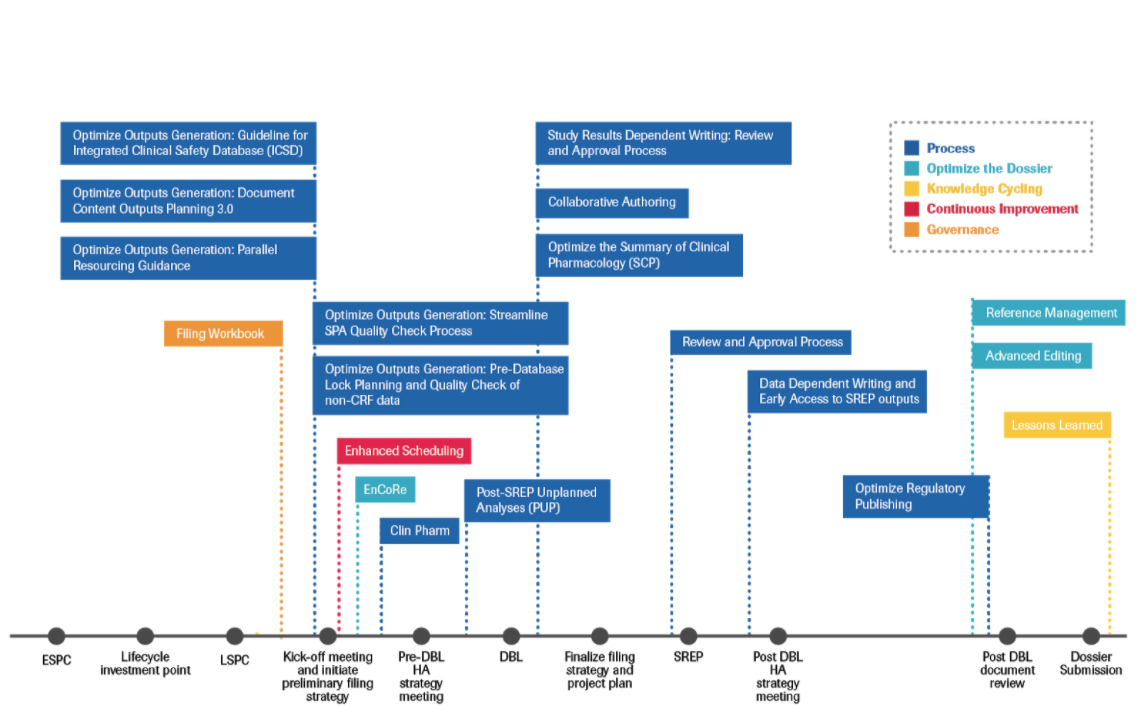 Optimize Outputs Generation: Guideline for
Integrated Clinical Safety Database (ICSD)
Optimize Outputs Generation: Document
Content Outputs Planning 3.0
Optimize Outputs Generation: Parallel
Resourcing Guidance
Study Results Dependent Writing: Review
and Approval Process
Collaborative Authoring
Optimize the Summary of Clinical
Pharmacology (SCP)
Process
Optimize the Dossier
Knowledge Cycling
Continuous Improvement
Governance
Filing Workbook
Optimize Outputs Generation: Streamline
SPA Quality Check Process
Optimize Outputs Generation: Pre-Database
Lock Planning and Quality Check of
non-CRF data
Review and Approval Process
Data Dependent Writing and
Early Access to SREP outputs
Reference Management
Advanced Editing
Lessons Learned
Enhanced Scheduling
EnCoRe
Clin Pharm
Post-SREP Unplanned
Analyses (PUP)
Optimize Regulatory
Publishing
ESPC
Lifecycle
investment point
LSPC
Kick-off meeting
and initiate
preliminary filing
strategy
Pre-DBL
HA
strategy
meeting
DBL
Finalize filing
strategy and
project plan
SREP
Post DBL
HA
strategy
meeting
Post DBL
document
review
Dossier
Submission